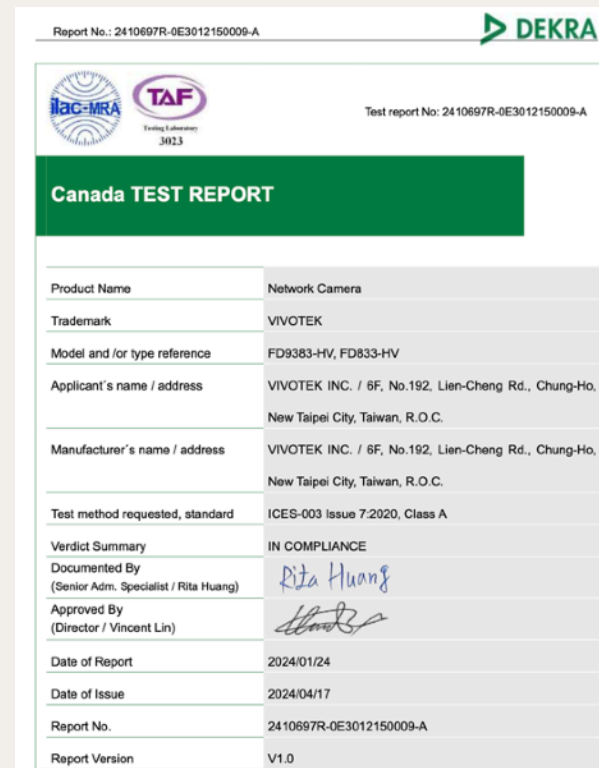 Report No.: 2410697R-0E3012150009-A
DEKRA
ilac-MRA
TAF
Testing Laboratory
3023
Test report No: 2410697R-0E3012150009-A
Canada TEST REPORT
Product Name Network Camera
Trademark VIVOTEK
Model and /or type reference FD9383-HV, FD833-HV
Applicant´s name / address VIVOTEK INC. / 6F, No.192, Lien-Cheng Rd., Chung-Ho,
New Taipei City, Taiwan, R.O.C.
Manufacturer´s name / address VIVOTEK INC. / 6F, No.192, Lien-Cheng Rd., Chung-Ho,
New Taipei City, Taiwan, R.O.C.
Test method requested, standard ICES-003 Issue 7:2020, Class A
Verdict Summary IN COMPLIANCE
Documented By
(Senior Adm. Specialist / Rita Huang) Rita Huang
Approved By
(Director / Vincent Lin)
Date of Report 2024/01/24
Date of Issue 2024/04/17
Report No. 2410697R-0E3012150009-A
Report Version V1.0